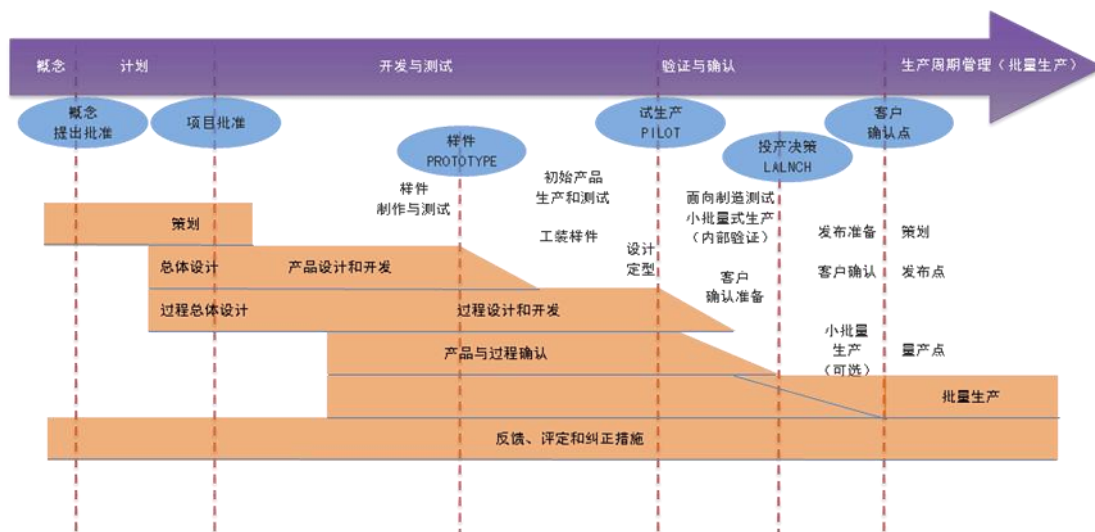 概念
计划
开发与测试
验证与确认
生产周期管理（批量生产）
概念
提出批准
项目批准
样件
PROTOTYPE
试生产
PILOT
投产决策
LALNCH
客户
确认点
样件
制作与测试
初始产品
生产和测试
工装样件
设计
定型
面向制造测试
小批量式生产
（内部验证）
客户
确认准备
发布准备
策划
客户确认
发布点
小批量
生产
（可选）
量产点
策划
总体设计
产品设计和开发
过程总体设计
过程设计和开发
产品与过程确认
批量生产
反馈、评定和纠正措施